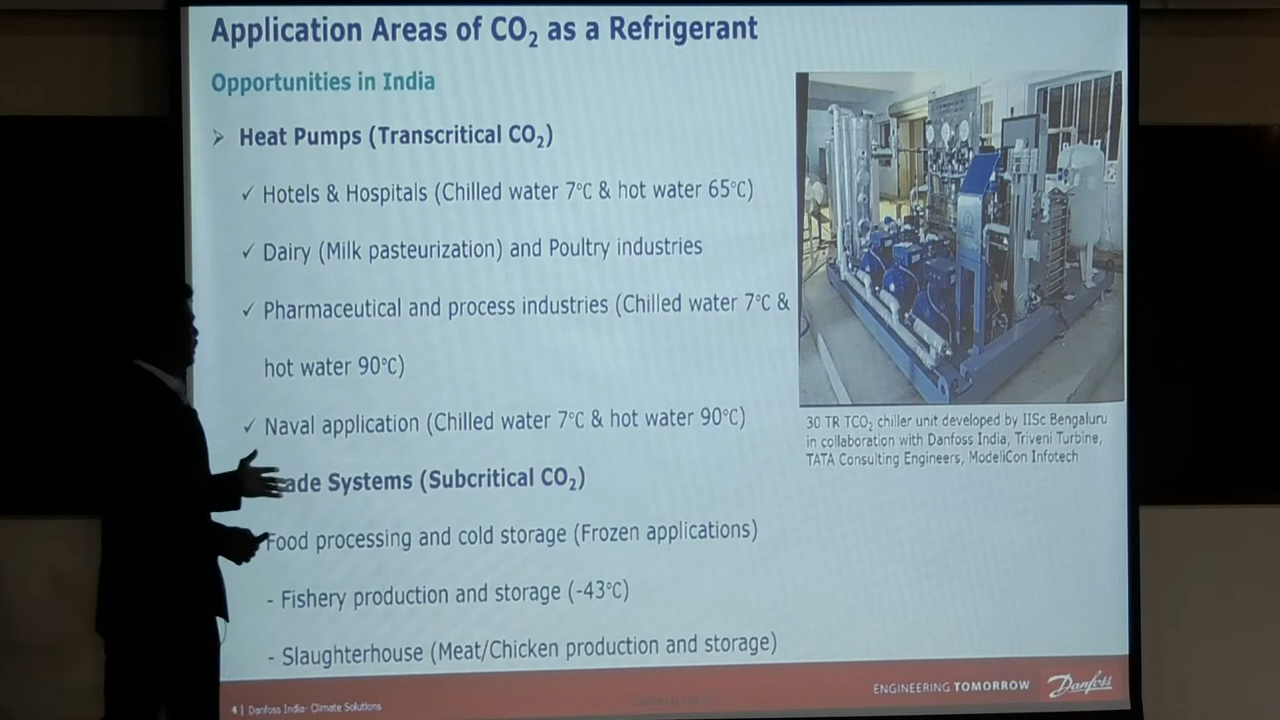 Application Areas of CO₂ as a Refrigerant
Opportunities in India
➢ Heat Pumps (Transcritical CO₂)
✓ Hotels & Hospitals (Chilled water 7°C & hot water 65°C)
✓ Dairy (Milk pasteurization) and Poultry industries
✓ Pharmaceutical and process industries (Chilled water 7°C &
hot water 90°C)
✓ Naval application (Chilled water 7°C & hot water 90°C)
ade Systems (Subcritical CO₂)
Food processing and cold storage (Frozen applications)
- Fishery production and storage (-43°C)
- Slaughterhouse (Meat/Chicken production and storage)
30 TR TCO₂ chiller unit developed by IISc Bengaluru
in collaboration with Danfoss India, Triveni Turbine,
TATA Consulting Engineers, ModeliCon Infotech
4 | Danfoss India- Climate Solutions
ENGINEERING TOMORROW
Danfoss